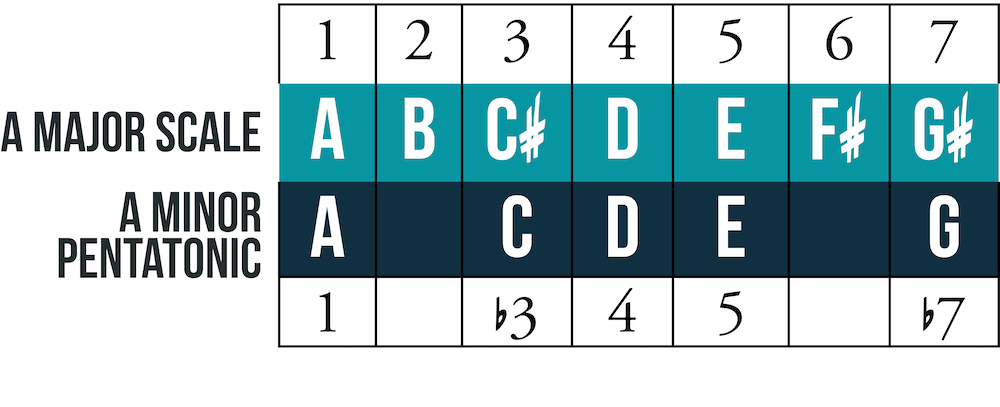 1 2 3 4 5 6 7
A MAJOR SCALE A B C♯ D E F♯ G♯
A MINOR
PENTATONIC A C D E G
1 ♭3 4 5 ♭7